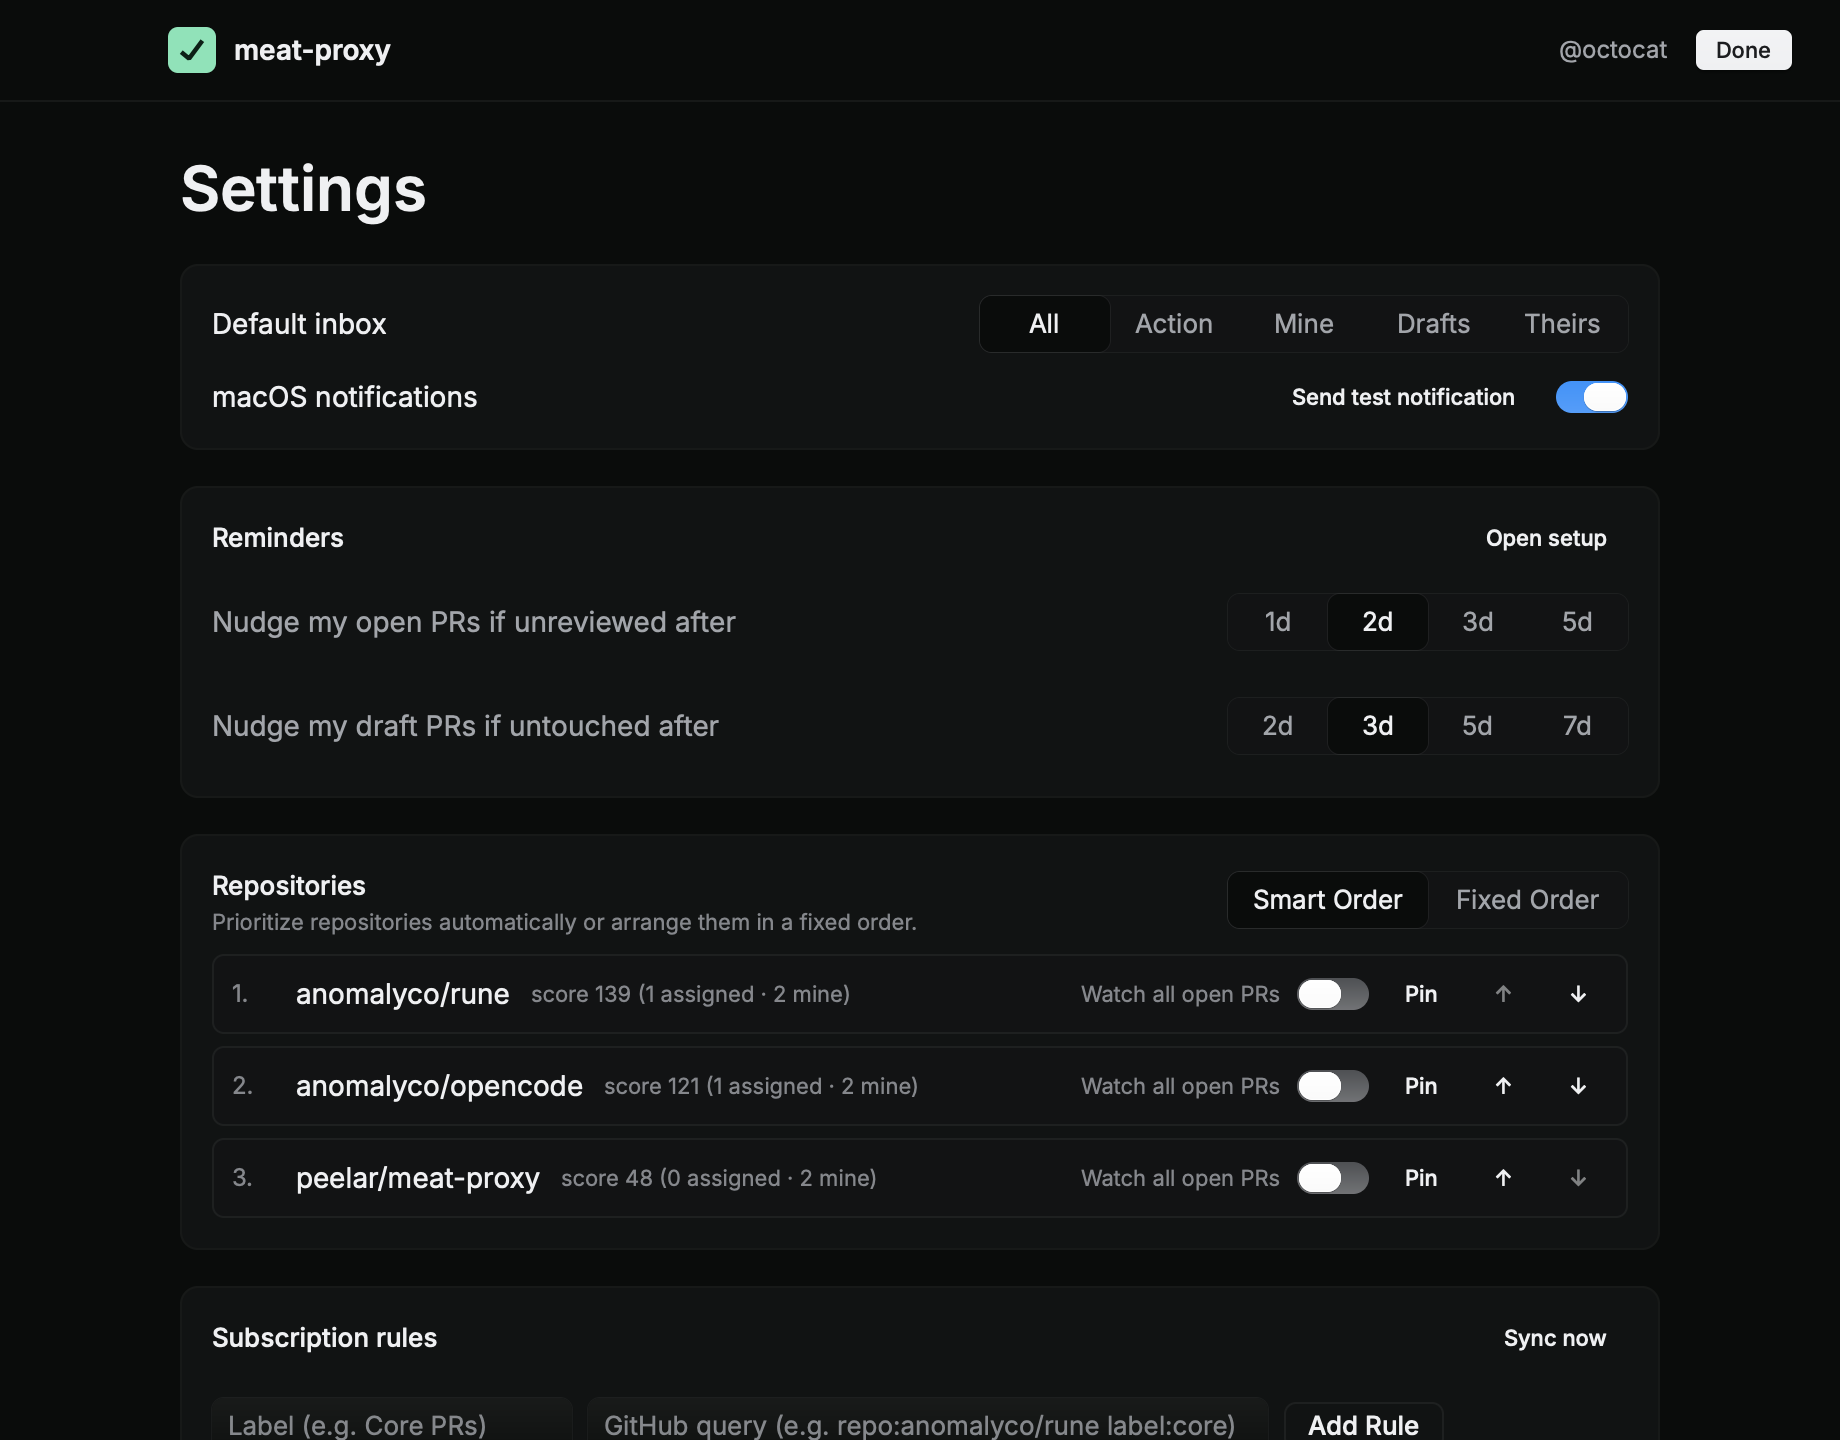 meat-proxy
@octocat
Done
Settings
Default inbox
All
Action
Mine
Drafts
Theirs
macOS notifications
Send test notification
Reminders
Open setup
Nudge my open PRs if unreviewed after
1d
2d
3d
5d
Nudge my draft PRs if untouched after
2d
3d
5d
7d
Repositories
Prioritize repositories automatically or arrange them in a fixed order.
Smart Order
Fixed Order
1. anomalyco/rune score 139 (1 assigned · 2 mine) Watch all open PRs Pin ↑ ↓
2. anomalyco/opencode score 121 (1 assigned · 2 mine) Watch all open PRs Pin ↑ ↓
3. peelar/meat-proxy score 48 (0 assigned · 2 mine) Watch all open PRs Pin ↑ ↓
Subscription rules
Sync now
Label (e.g. Core PRs)
GitHub query (e.g. repo:anomalyco/rune label:core)
Add Rule